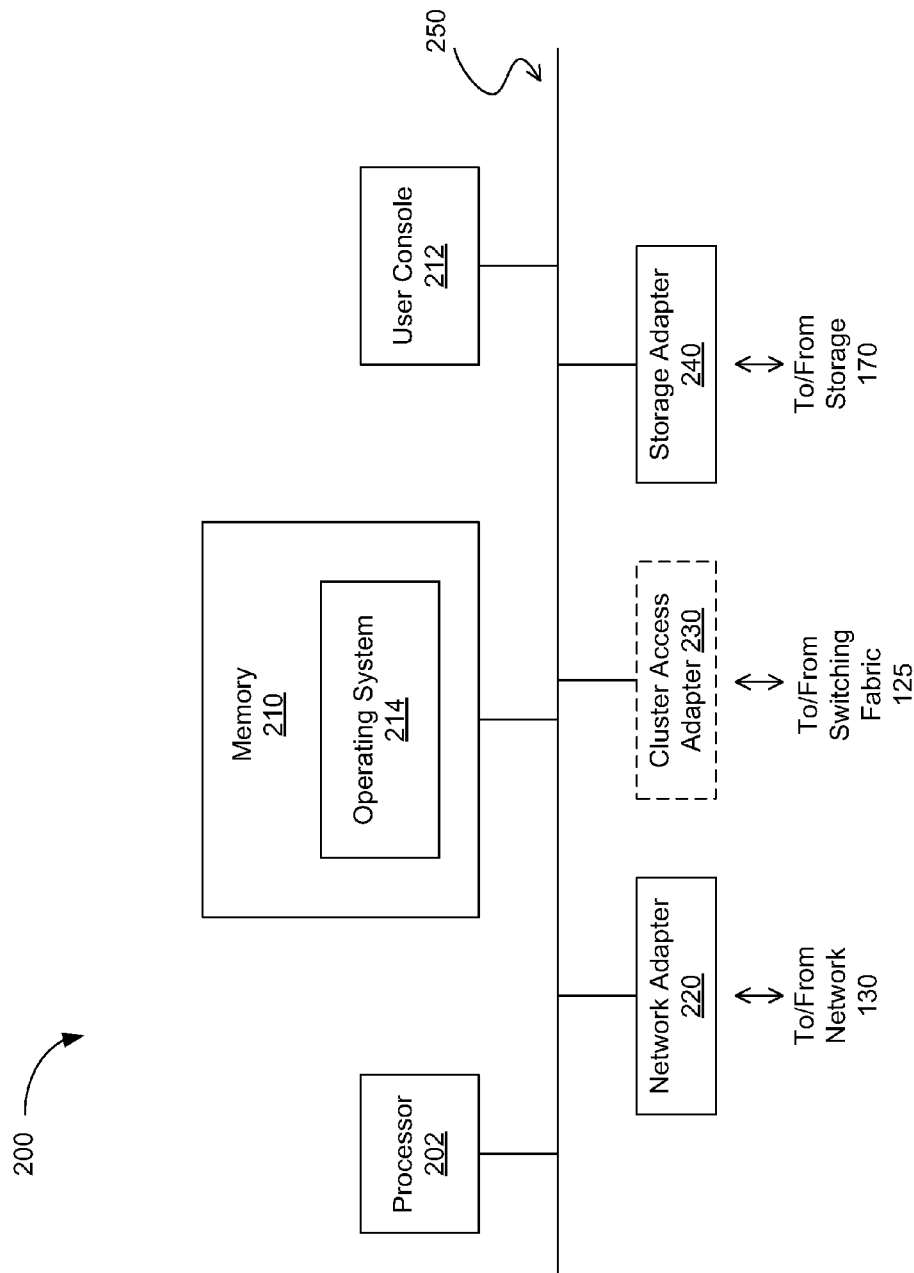 200
Processor
202
Memory
210
Operating System
214
User Console
212
250
Network Adapter
220
To/From
Network
130
Cluster Access
Adapter 230
To/From
Switching
Fabric
125
Storage Adapter
240
To/From
Storage
170